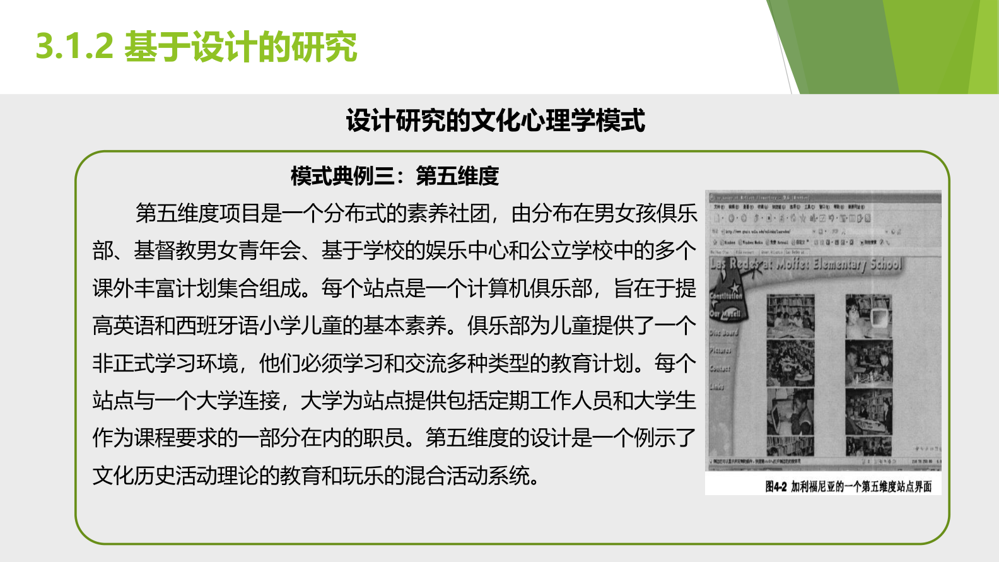 3.1.2 基于设计的研究
设计研究的文化心理学模式
模式典例三：第五维度
第五维度项目是一个分布式的素养社团，由分布在男女孩俱乐
部、基督教男女青年会、基于学校的娱乐中心和公立学校中的多个
课外丰富计划集合组成。每个站点是一个计算机俱乐部，旨在于提
高英语和西班牙语小学儿童的基本素养。俱乐部为儿童提供了一个
非正式学习环境，他们必须学习和交流多种类型的教育计划。每个
站点与一个大学连接，大学为站点提供包括定期工作人员和大学生
作为课程要求的一部分在内的职员。第五维度的设计是一个例示了
文化历史活动理论的教育和玩乐的混合活动系统。
Las Redes at Moffet Elementary School
Constitution
Our Maze!!
Disc Board
Pictures
Contact
Links
图4-2 加利福尼亚的一个第五维度站点界面